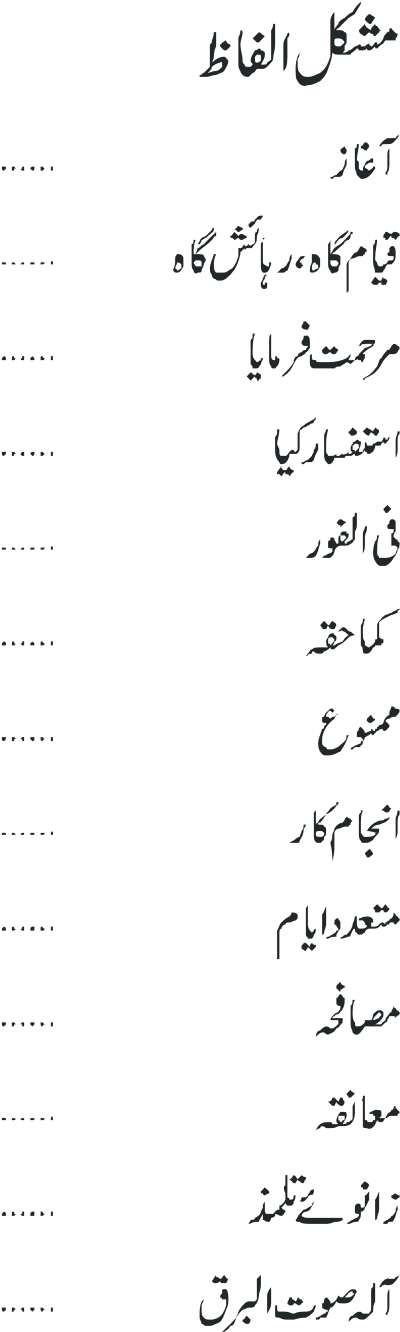 مشکل الفاظ
آغاز ......
قیام گاہ، رہائش گاہ ......
مرحمت فرمایا ......
استفسار کیا ......
فی الفور ......
کماحقہ ......
ممنوع ......
انجام کار ......
متعدد ایام ......
مصافحہ ......
معانقہ ......
زانوئے تلمذ ......
آلہ صوت البرق ......